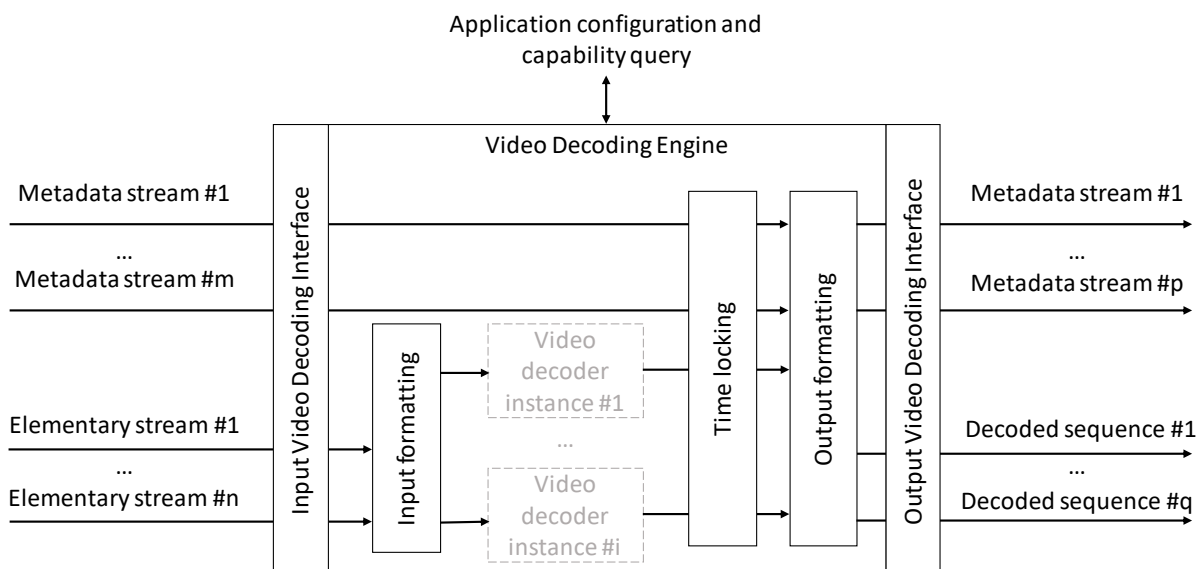 Application configuration and
capability query
Video Decoding Engine
Input Video Decoding Interface
Output Video Decoding Interface
Metadata stream #1
...
Metadata stream #m
Elementary stream #1
...
Elementary stream #n
Input formatting
Video
decoder
instance #1
...
Video
decoder
instance #i
Time locking
Output formatting
Metadata stream #1
...
Metadata stream #p
Decoded sequence #1
...
Decoded sequence #q